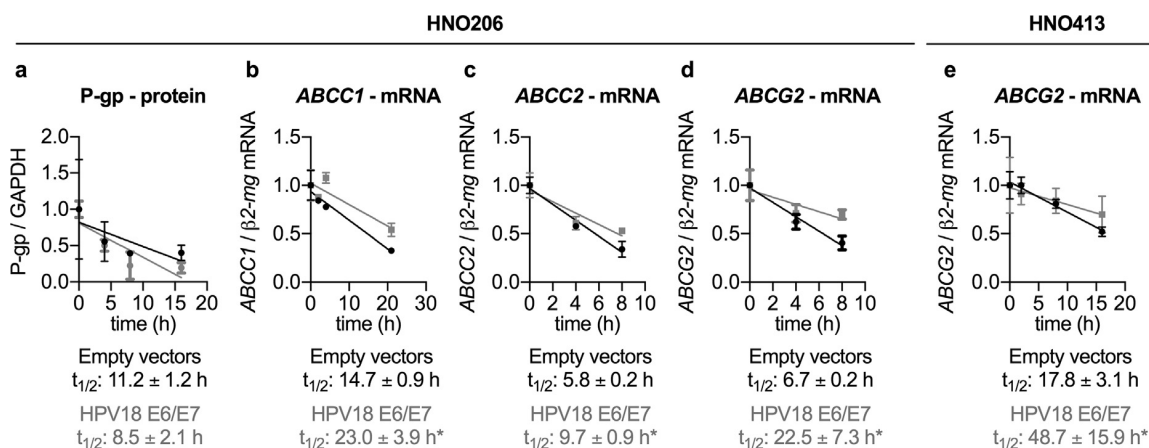 HNO206
HNO413
a
P-gp - protein
P-gp / GAPDH
2.0
1.5
1.0
0.5
0.0
0 5 10 15 20
time (h)
Empty vectors
t1/2: 11.2 ± 1.2 h
HPV18 E6/E7
t1/2: 8.5 ± 2.1 h
b
ABCC1 - mRNA
ABCC1 / β2-mg mRNA
1.5
1.0
0.5
0.0
0 10 20 30
time (h)
Empty vectors
t1/2: 14.7 ± 0.9 h
HPV18 E6/E7
t1/2: 23.0 ± 3.9 h*
c
ABCC2 - mRNA
ABCC2 / β2-mg mRNA
1.5
1.0
0.5
0.0
0 2 4 6 8 10
time (h)
Empty vectors
t1/2: 5.8 ± 0.2 h
HPV18 E6/E7
t1/2: 9.7 ± 0.9 h*
d
ABCG2 - mRNA
ABCG2 / β2-mg mRNA
1.5
1.0
0.5
0.0
0 2 4 6 8 10
time (h)
Empty vectors
t1/2: 6.7 ± 0.2 h
HPV18 E6/E7
t1/2: 22.5 ± 7.3 h*
e
ABCG2 - mRNA
ABCG2 / β2-mg mRNA
1.5
1.0
0.5
0.0
0 5 10 15 20
time (h)
Empty vectors
t1/2: 17.8 ± 3.1 h
HPV18 E6/E7
t1/2: 48.7 ± 15.9 h*